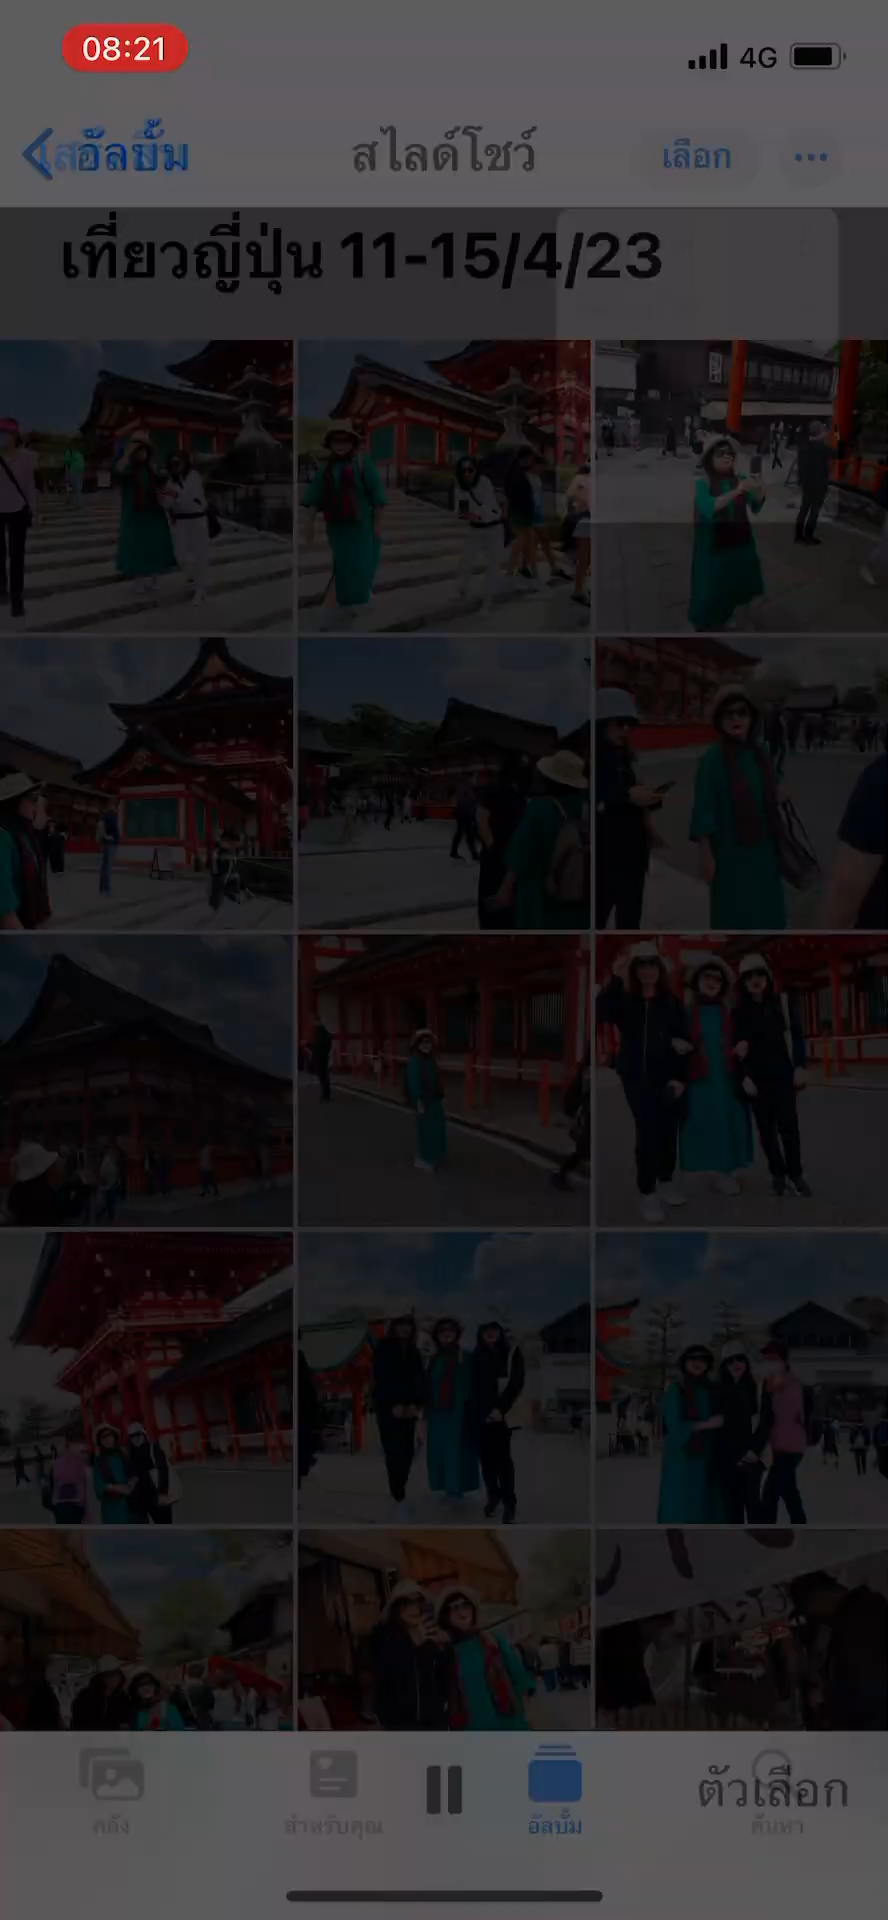 08:21
4G
อัลบั้ม
สไลด์โชว์
เลือก
เที่ยวญี่ปุ่น 11-15/4/23
คลัง
สำหรับคุณ
อัลบั้ม
ตัวเลือก
ค้นหา